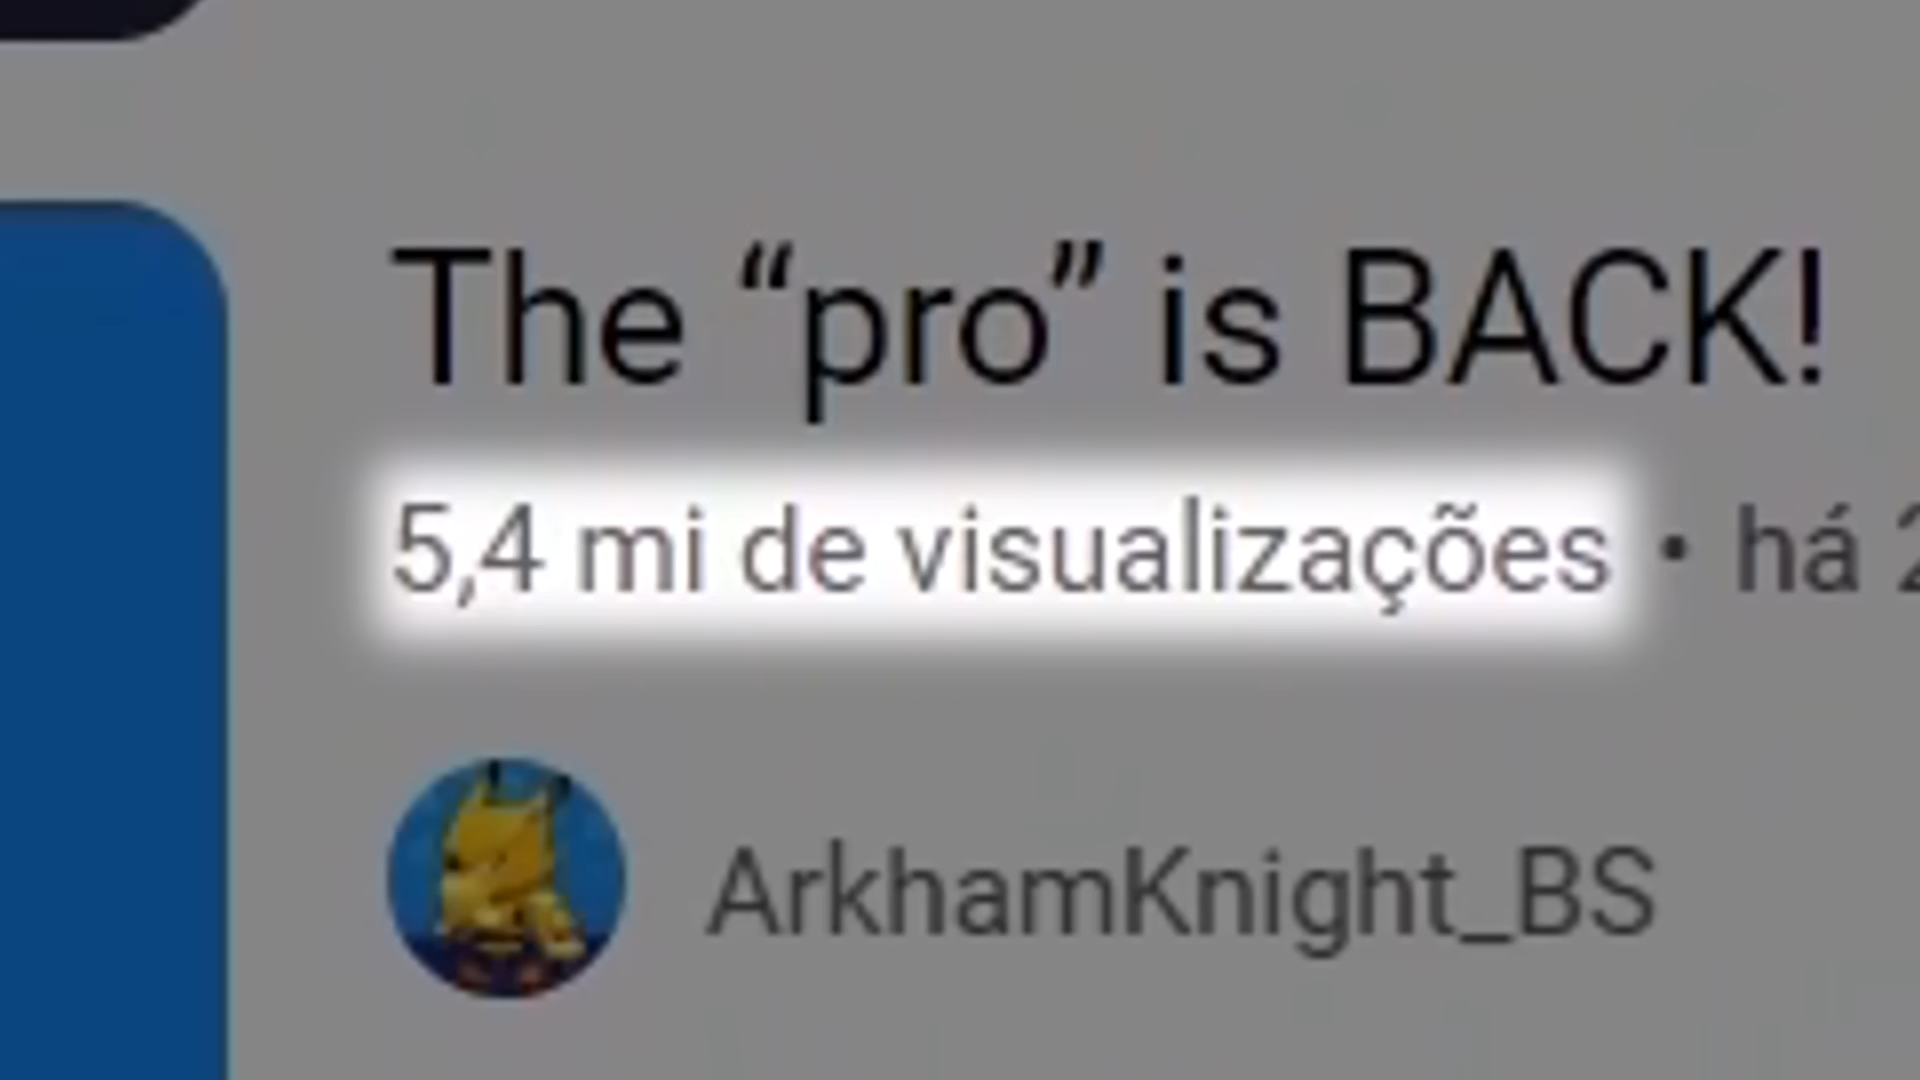 The “pro” is BACK!
5,4 mi de visualizações • há
ArkhamKnight_BS